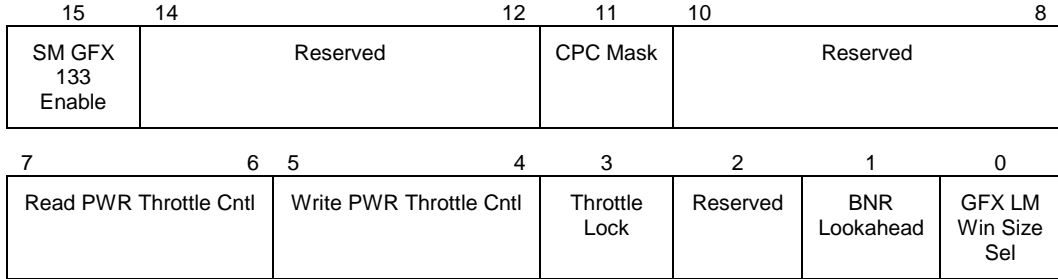 15 14 12 11 10 8
SM GFX Reserved CPC Mask Reserved
133
Enable
7 6 5 4 3 2 1 0
Read PWR Throttle Cntl Write PWR Throttle Cntl Throttle Reserved BNR GFX LM
Lock Lookahead Win Size
Sel